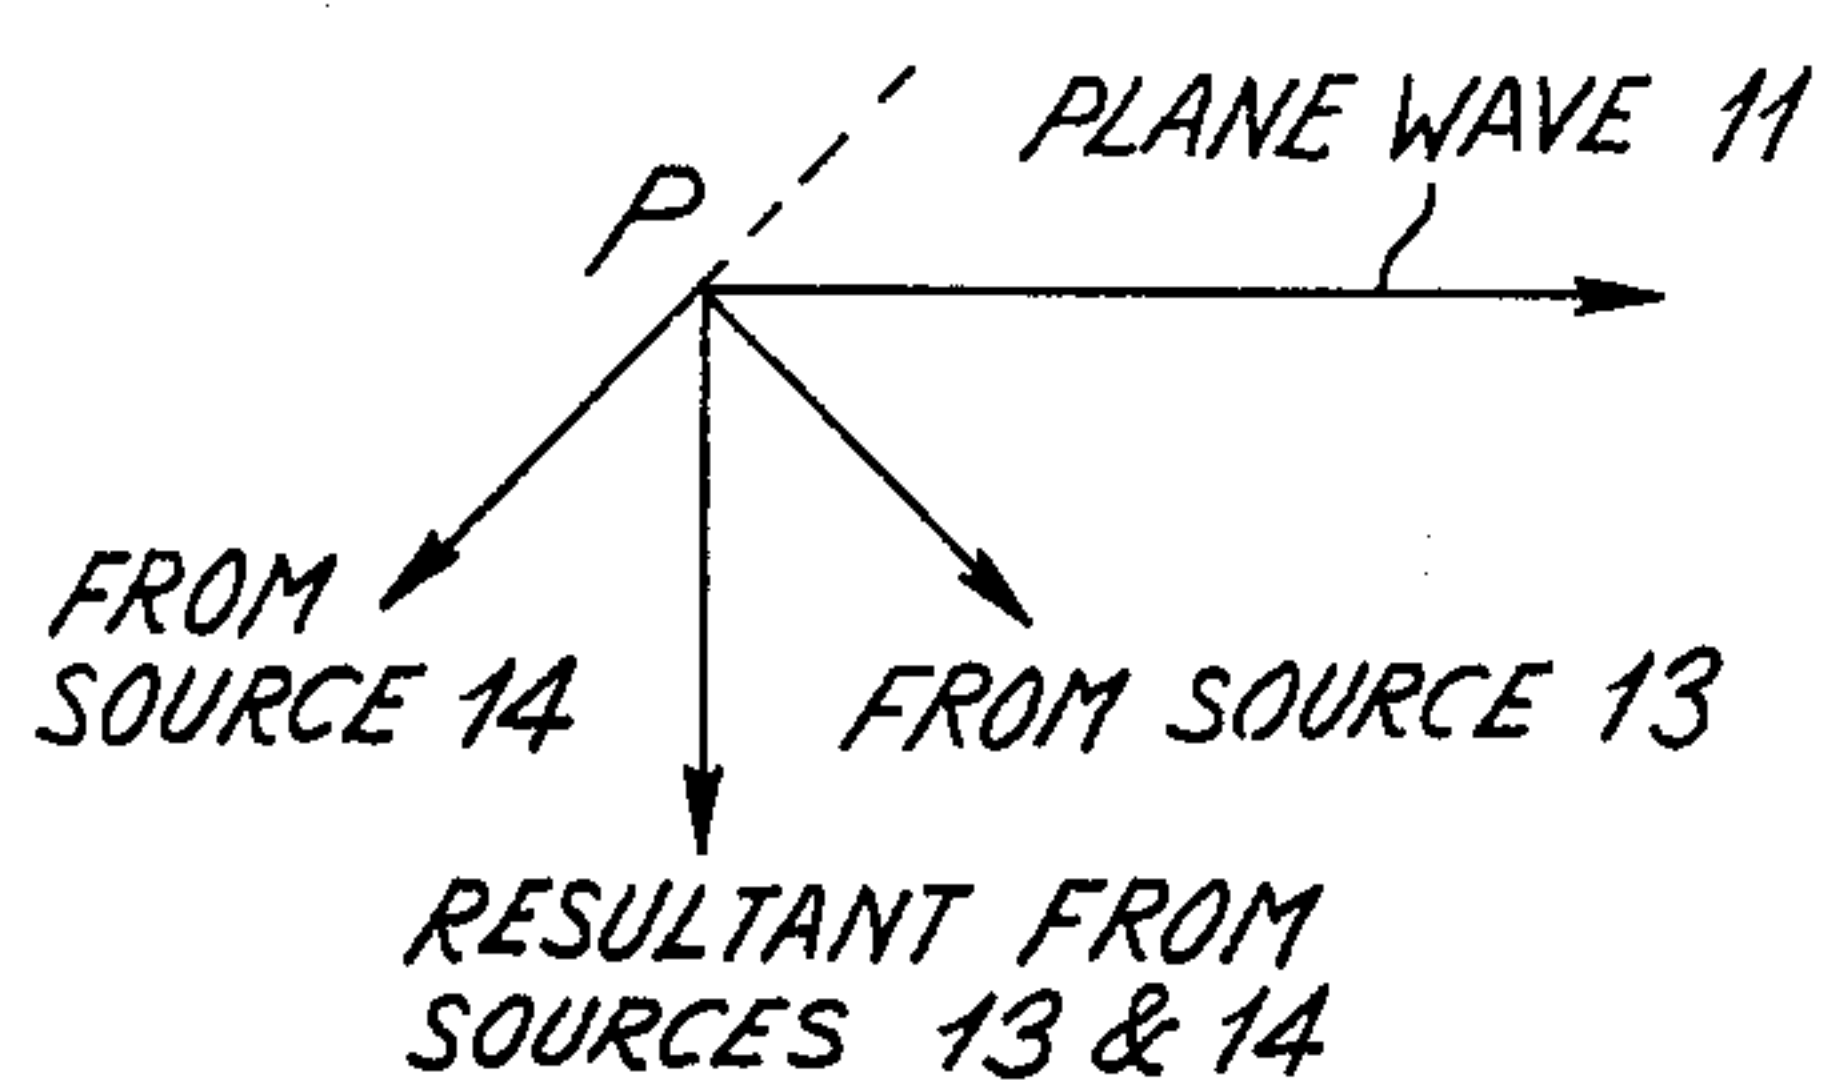 PLANE WAVE 11
P
FROM
SOURCE 14
FROM SOURCE 13
RESULTANT FROM
SOURCES 13 & 14